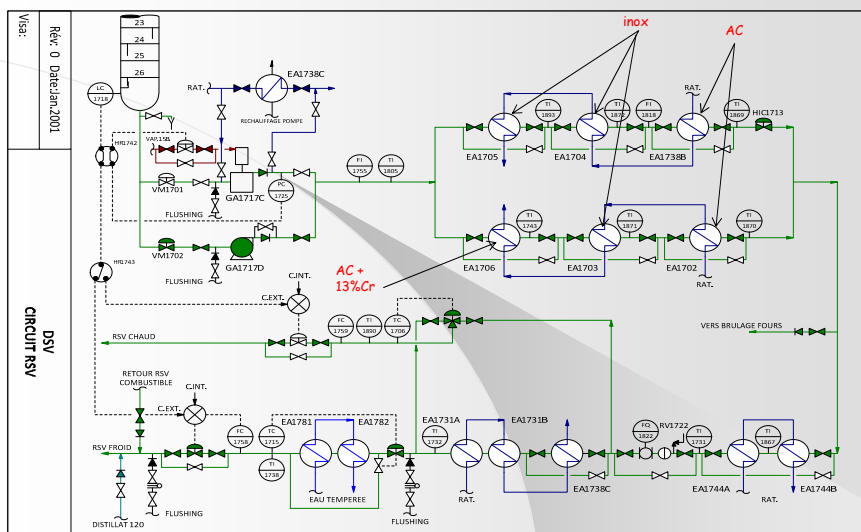 Visa:
Rév: 0 Date:Jan.2001
DSV
CIRCUIT RSV
23
24
25
26
LC
1718
HR1742
VAP.15B
VM1701
FLUSHING
GA1717C
RAT.
EA1738C
RECHAUFFAGE POMPE
PC
1725
VM1702
FLUSHING
GA1717D
HR1743
FI
1755
TI
1805
inox
AC
RAT.
EA1705
TI
1893
EA1704
TI
1872
FI
1818
EA1738B
TI
1869
HIC1713
EA1706
TI
1743
EA1703
TI
1871
EA1702
TI
1870
RAT.
AC +
13%Cr
C.INT.
C.EXT.
RSV CHAUD
FC
1759
TI
1890
TC
1706
VERS BRULAGE FOURS
RETOUR RSV
COMBUSTIBLE
C.INT.
C.EXT.
RSV FROID
FC
1758
TC
1715
TI
1738
EA1781
EA1782
EAU TEMPEREE
EA1731A
TI
1732
EA1731B
RAT.
EA1738C
FQ
1822
RV1722
TI
1731
EA1744A
TI
1867
RAT.
EA1744B
DISTILLAT 120
FLUSHING
FLUSHING